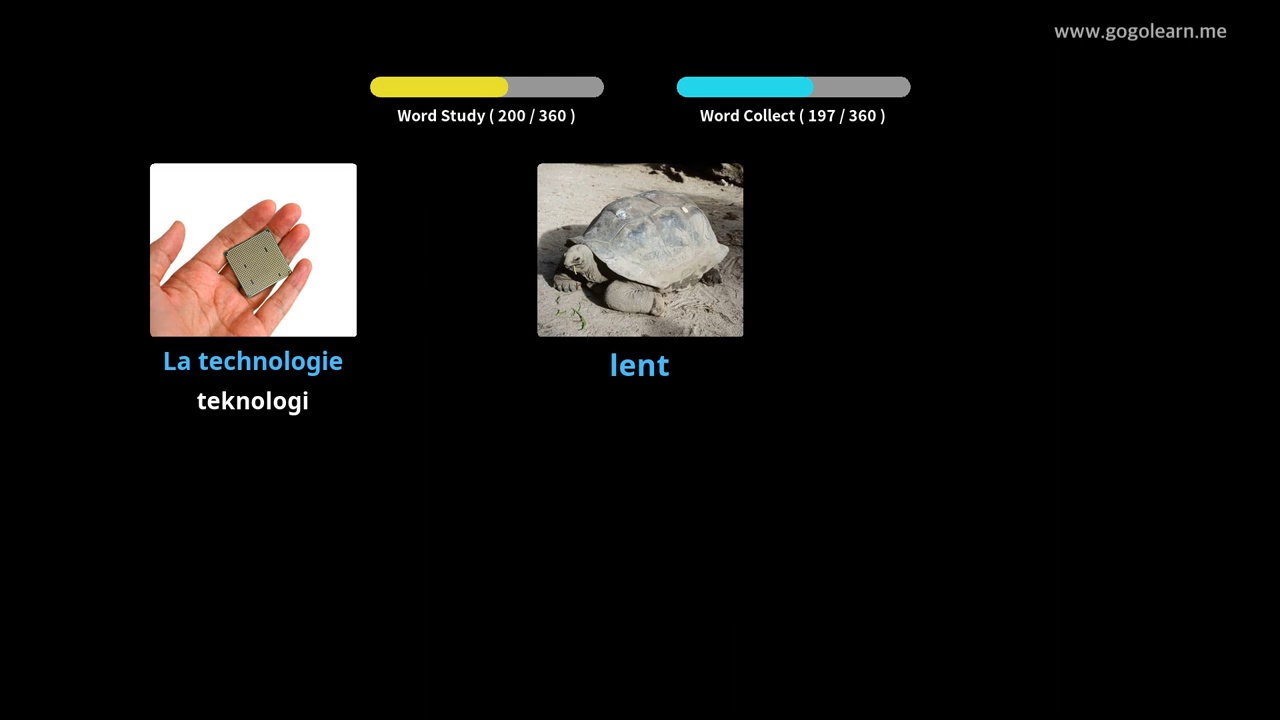 www.gogolearn.me
Word Study ( 200 / 360 )
Word Collect ( 197 / 360 )
La technologie
teknologi
lent